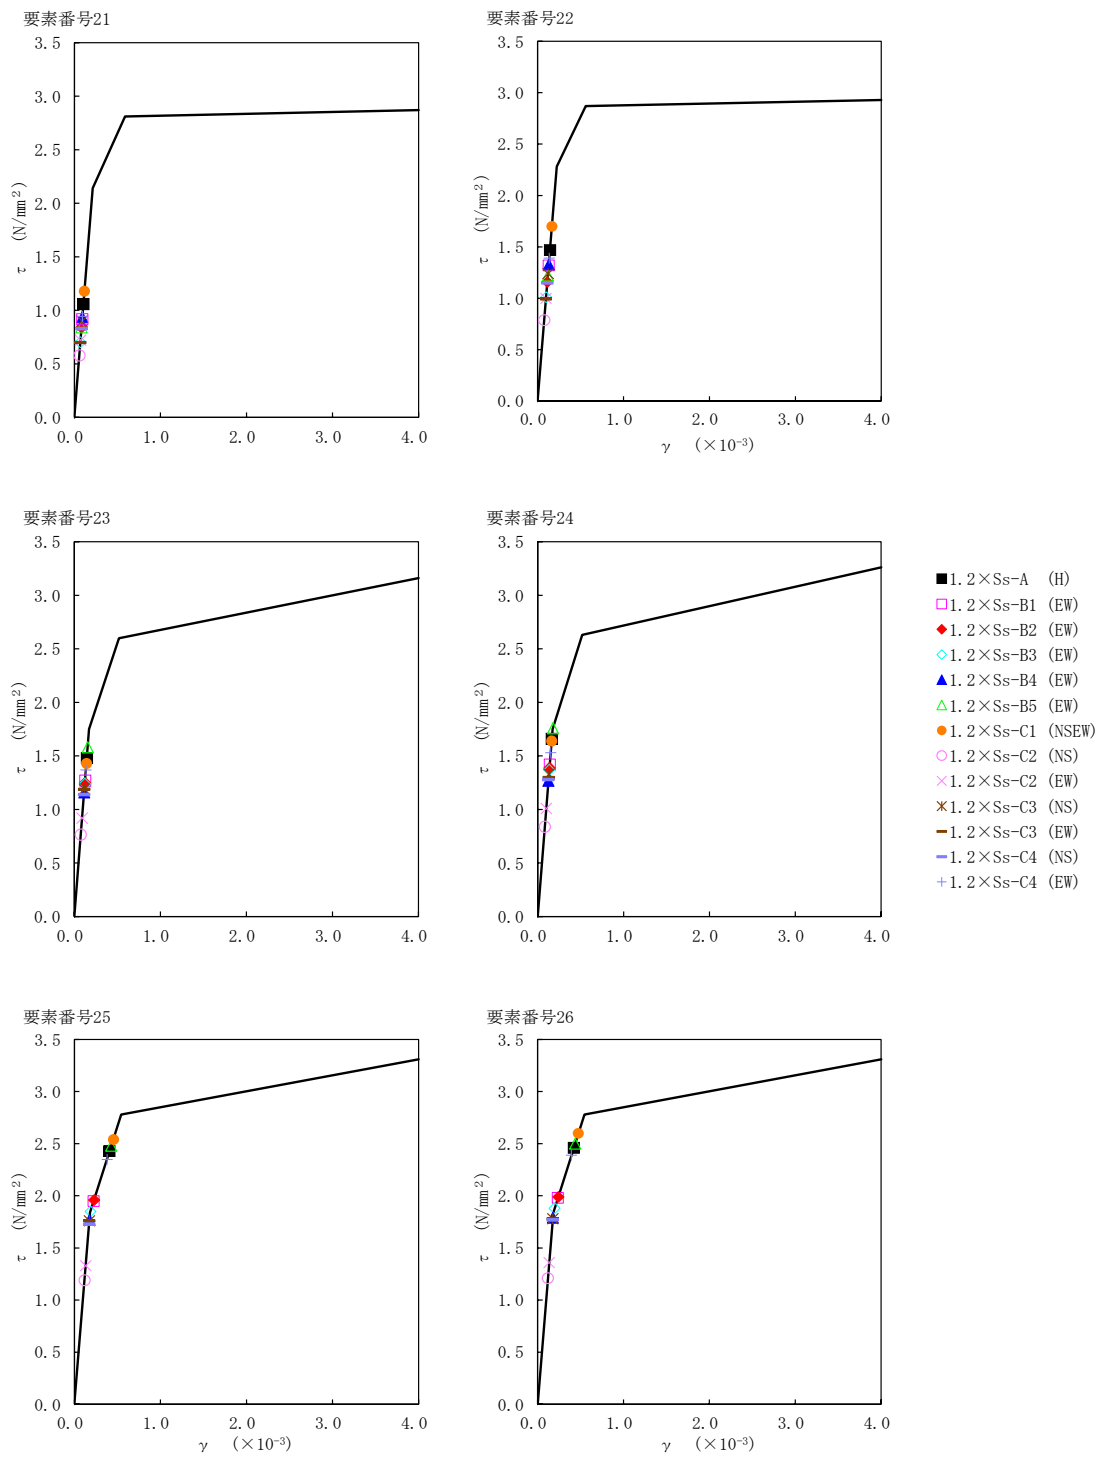 要素番号21
3.5
3.0
2.5
2.0
1.5
1.0
0.5
0.0
τ (N/mm²)
0.0 1.0 2.0 3.0 4.0
要素番号22
3.5
3.0
2.5
2.0
1.5
1.0
0.5
0.0
τ (N/mm²)
0.0 1.0 2.0 3.0 4.0
γ (×10⁻³)
要素番号23
3.5
3.0
2.5
2.0
1.5
1.0
0.5
0.0
τ (N/mm²)
0.0 1.0 2.0 3.0 4.0
要素番号24
3.5
3.0
2.5
2.0
1.5
1.0
0.5
0.0
τ (N/mm²)
0.0 1.0 2.0 3.0 4.0
1.2×Ss-A (H)
1.2×Ss-B1 (EW)
1.2×Ss-B2 (EW)
1.2×Ss-B3 (EW)
1.2×Ss-B4 (EW)
1.2×Ss-B5 (EW)
1.2×Ss-C1 (NSEW)
1.2×Ss-C2 (NS)
1.2×Ss-C2 (EW)
1.2×Ss-C3 (NS)
1.2×Ss-C3 (EW)
1.2×Ss-C4 (NS)
1.2×Ss-C4 (EW)
要素番号25
3.5
3.0
2.5
2.0
1.5
1.0
0.5
0.0
τ (N/mm²)
0.0 1.0 2.0 3.0 4.0
γ (×10⁻³)
要素番号26
3.5
3.0
2.5
2.0
1.5
1.0
0.5
0.0
τ (N/mm²)
0.0 1.0 2.0 3.0 4.0
γ (×10⁻³)